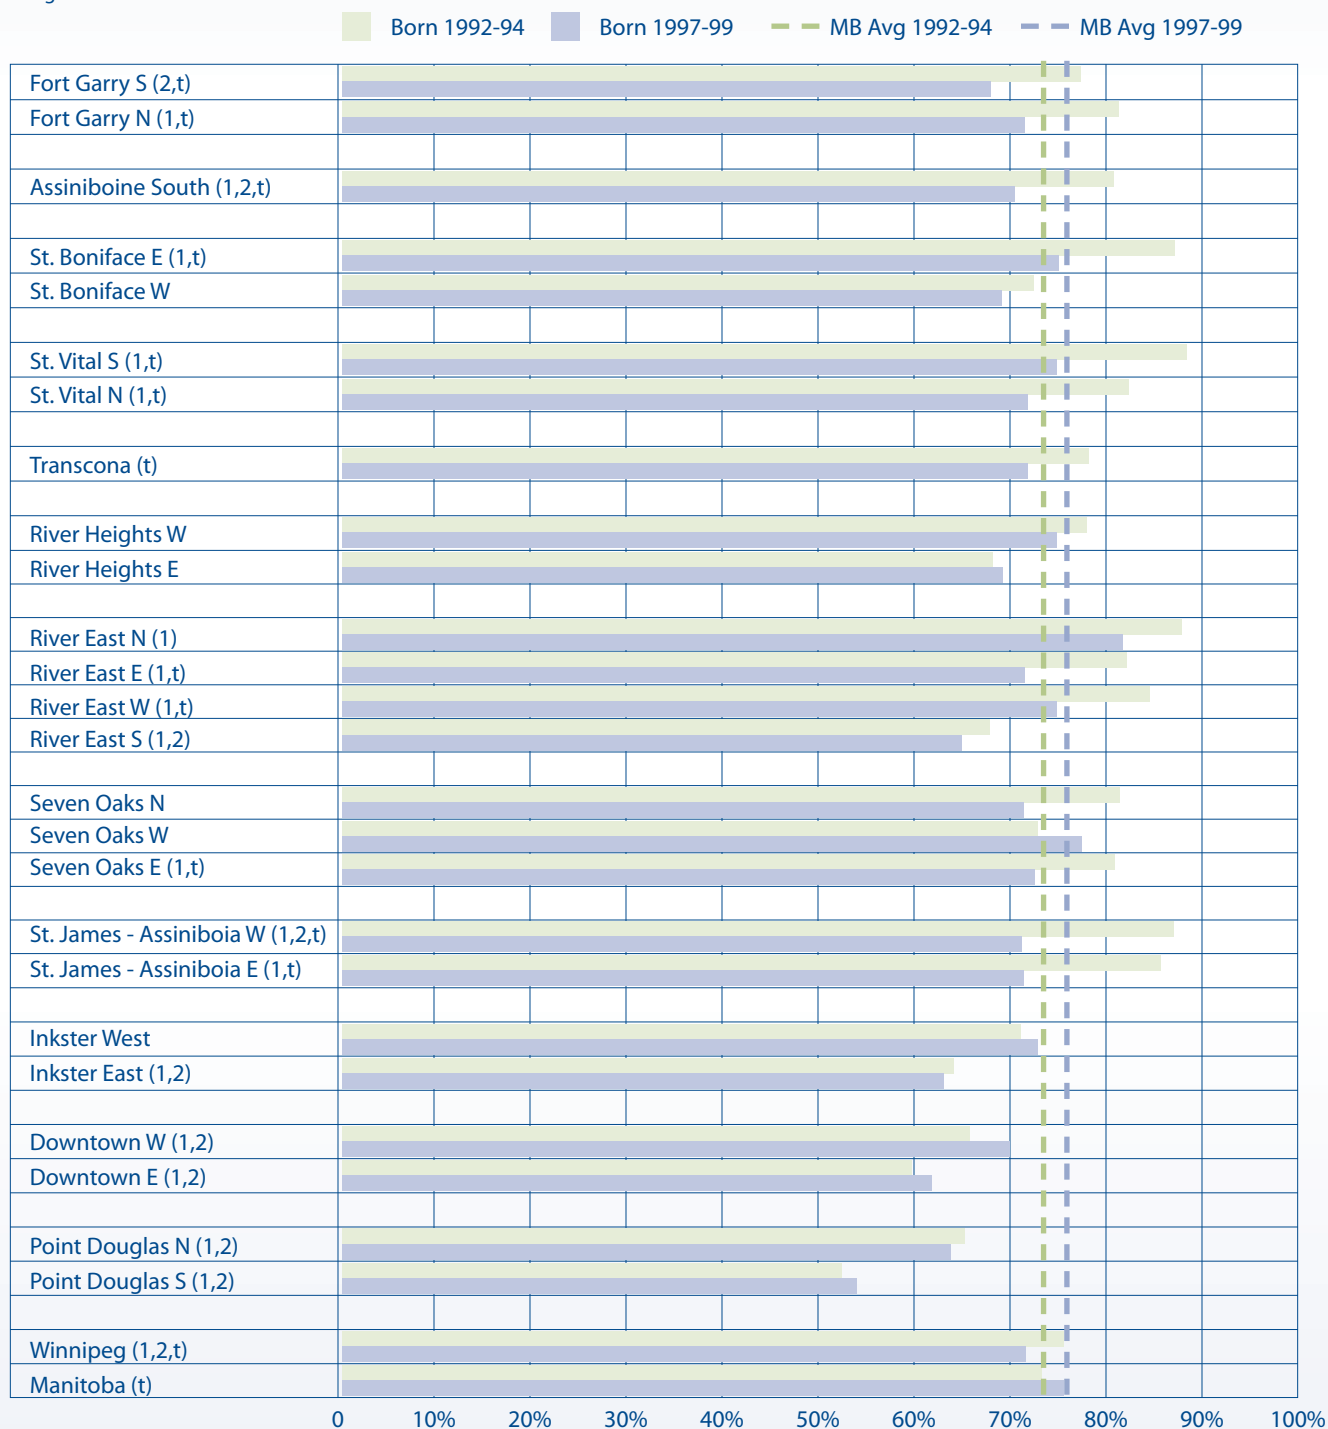 Born 1992-94 Born 1997-99 MB Avg 1992-94 MB Avg 1997-99
Fort Garry S (2,t)
Fort Garry N (1,t)
Assiniboine South (1,2,t)
St. Boniface E (1,t)
St. Boniface W
St. Vital S (1,t)
St. Vital N (1,t)
Transcona (t)
River Heights W
River Heights E
River East N (1)
River East E (1,t)
River East W (1,t)
River East S (1,2)
Seven Oaks N
Seven Oaks W
Seven Oaks E (1,t)
St. James - Assiniboia W (1,2,t)
St. James - Assiniboia E (1,t)
Inkster West
Inkster East (1,2)
Downtown W (1,2)
Downtown E (1,2)
Point Douglas N (1,2)
Point Douglas S (1,2)
Winnipeg (1,2,t)
Manitoba (t)
0 10% 20% 30% 40% 50% 60% 70% 80% 90% 100%